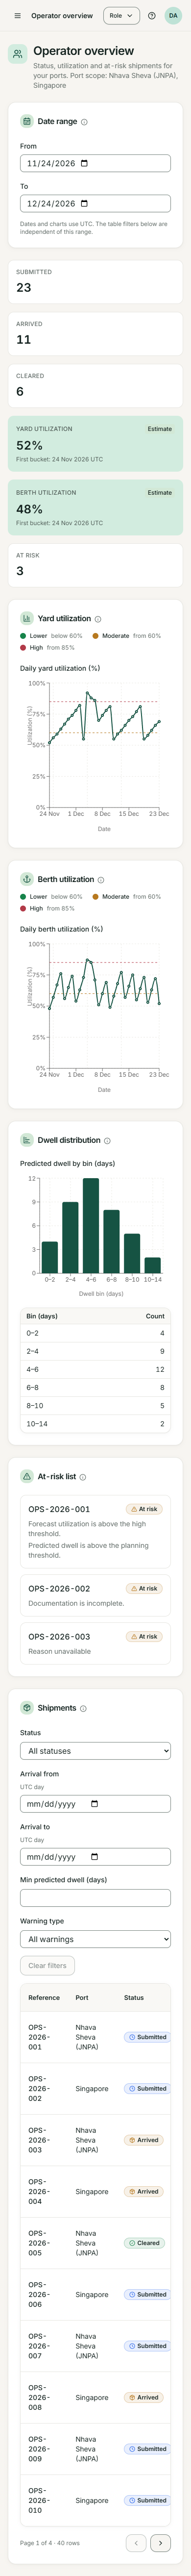 Operator overview
Role
DA
Operator overview
Status, utilization and at-risk shipments for your ports. Port scope: Nhava Sheva (JNPA), Singapore
Date range
From
11/24/2026
To
12/24/2026
Dates and charts use UTC. The table filters below are independent of this range.
SUBMITTED
23
ARRIVED
11
CLEARED
6
YARD UTILIZATION
Estimate
52%
First bucket: 24 Nov 2026 UTC
BERTH UTILIZATION
Estimate
48%
First bucket: 24 Nov 2026 UTC
AT RISK
3
Yard utilization
Lower below 60%
Moderate from 60%
High from 85%
Daily yard utilization (%)
Utilization (%)
100%
75%
50%
25%
0%
24 Nov 1 Dec 8 Dec 15 Dec 23 Dec
Date
Berth utilization
Lower below 60%
Moderate from 60%
High from 85%
Daily berth utilization (%)
Utilization (%)
100%
75%
50%
25%
0%
24 Nov 1 Dec 8 Dec 15 Dec 23 Dec
Date
Dwell distribution
Predicted dwell by bin (days)
12
9
6
3
0
0–2 2–4 4–6 6–8 8–10 10–14
Dwell bin (days)
Bin (days) Count
0–2 4
2–4 9
4–6 12
6–8 8
8–10 5
10–14 2
At-risk list
OPS-2026-001
At risk
Forecast utilization is above the high threshold.
Predicted dwell is above the planning threshold.
OPS-2026-002
At risk
Documentation is incomplete.
OPS-2026-003
At risk
Reason unavailable
Shipments
Status
All statuses
Arrival from
UTC day
mm/dd/yyyy
Arrival to
UTC day
mm/dd/yyyy
Min predicted dwell (days)
Warning type
All warnings
Clear filters
Reference Port Status
OPS-2026-001 Nhava Sheva (JNPA) Submitted
OPS-2026-002 Singapore Submitted
OPS-2026-003 Nhava Sheva (JNPA) Arrived
OPS-2026-004 Singapore Arrived
OPS-2026-005 Nhava Sheva (JNPA) Cleared
OPS-2026-006 Singapore Submitted
OPS-2026-007 Nhava Sheva (JNPA) Submitted
OPS-2026-008 Singapore Arrived
OPS-2026-009 Nhava Sheva (JNPA) Submitted
OPS-2026-010 Singapore Submitted
Page 1 of 4 · 40 rows